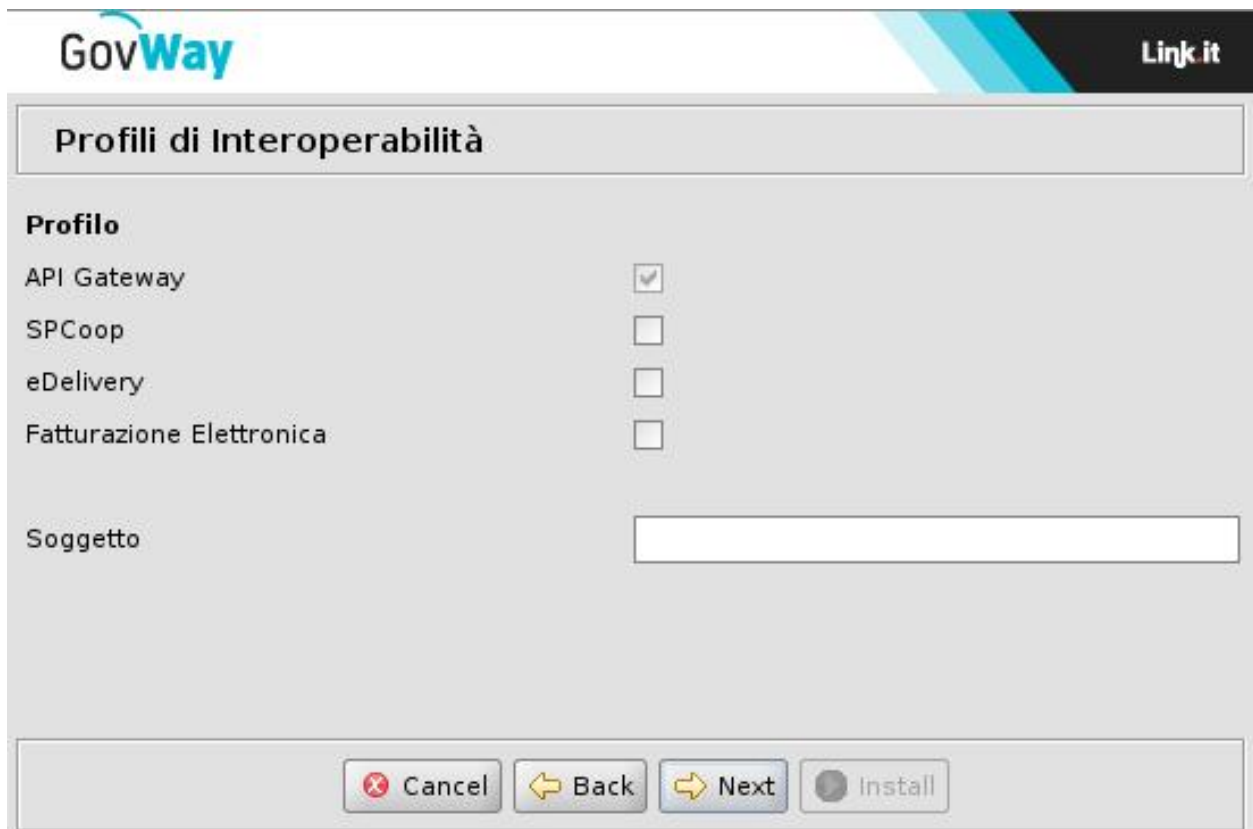 GovWay
Link.it
Profili di Interoperabilità
Profilo
API Gateway
SPCoop
eDelivery
Fatturazione Elettronica
Soggetto
Cancel Back Next Install